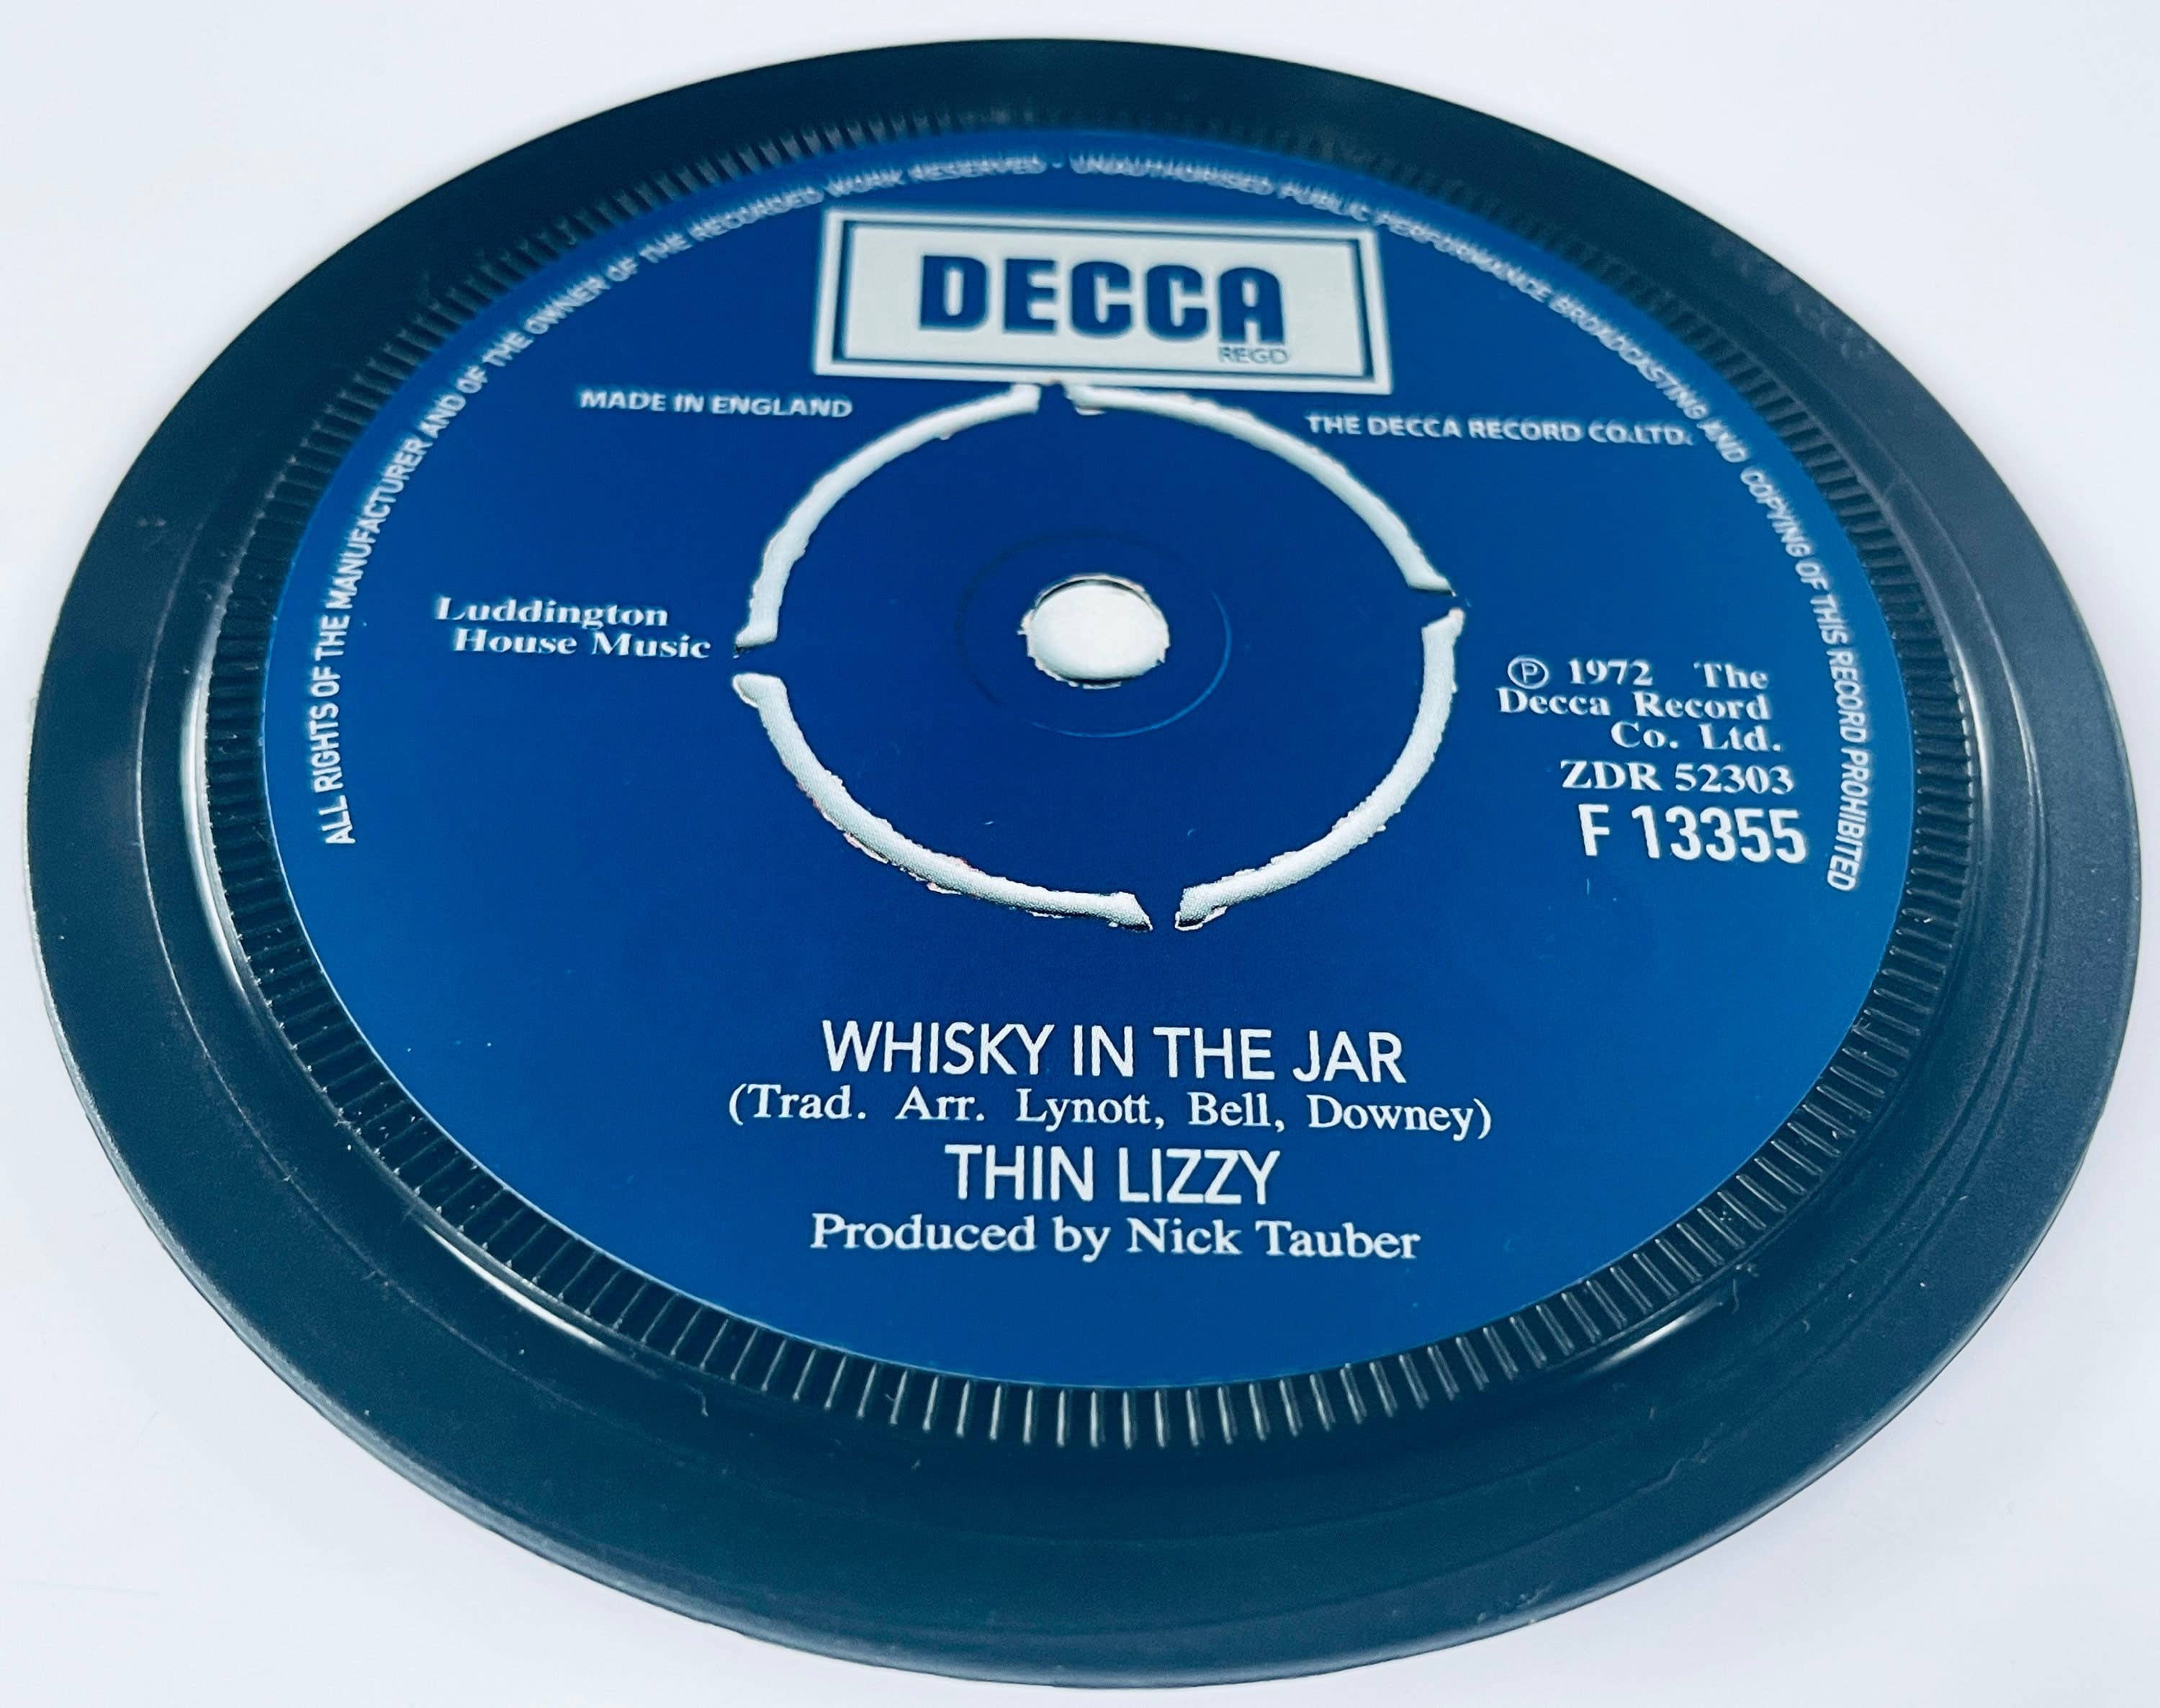 ALL RIGHTS OF THE MANUFACTURER AND OF THE OWNER OF THE RECORDED WORK RESERVED - UNAUTHORISED PUBLIC PERFORMANCE BROADCASTING AND COPYING OF THIS RECORD PROHIBITED
DECCA
REGD
MADE IN ENGLAND
THE DECCA RECORD CO.LTD.
Luddington
House Music
Ⓟ 1972 The
Decca Record
Co. Ltd.
ZDR 52303
F 13355
WHISKY IN THE JAR
(Trad. Arr. Lynott, Bell, Downey)
THIN LIZZY
Produced by Nick Tauber